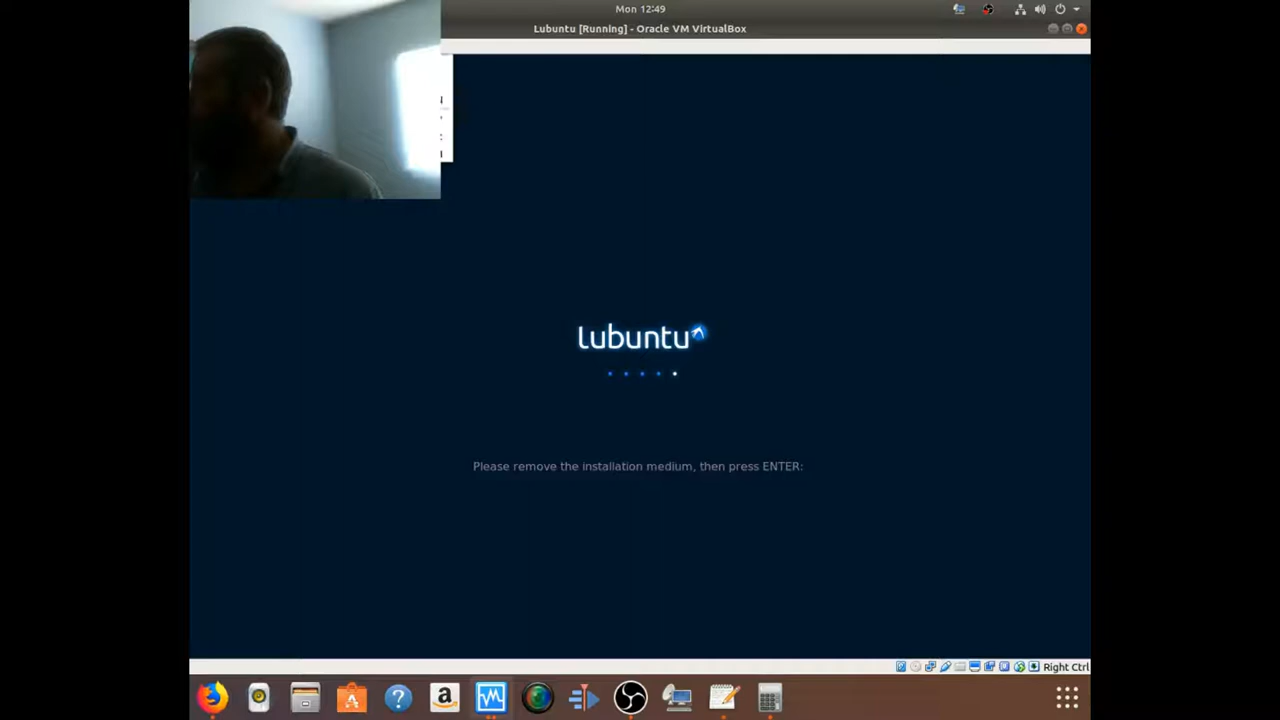 Mon 12:49
Lubuntu [Running] - Oracle VM VirtualBox
lubuntu
Please remove the installation medium, then press ENTER:
Right Ctrl